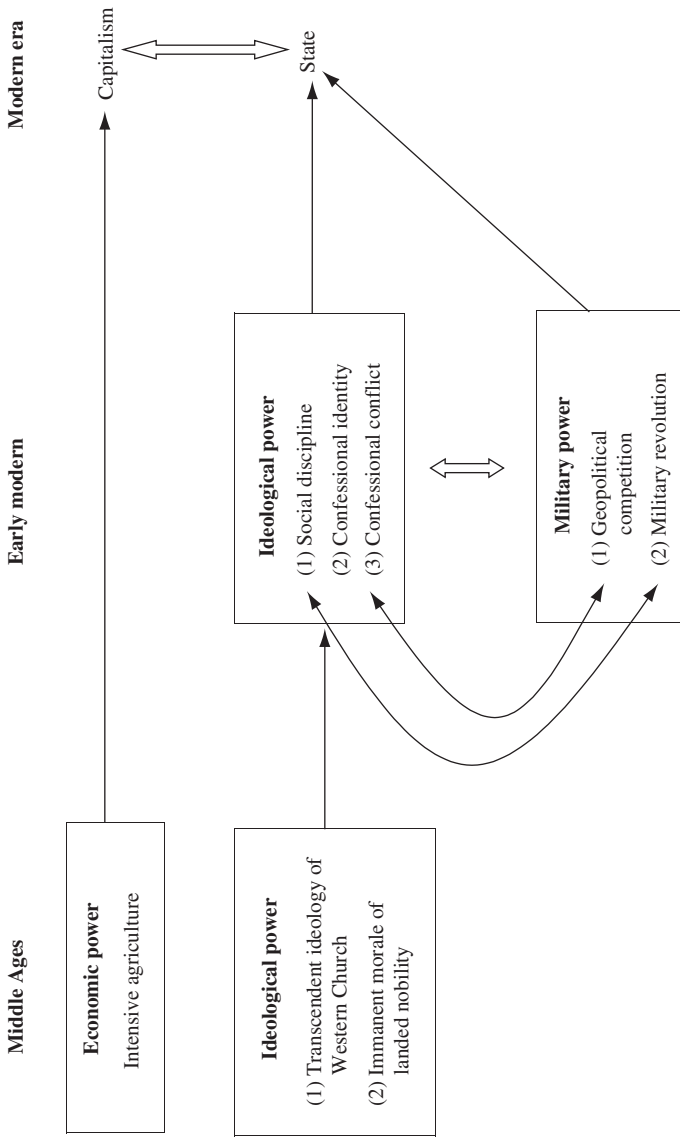 Middle Ages
Early modern
Modern era
Economic power
Intensive agriculture
Capitalism
Ideological power
(1) Transcendent ideology of
Western Church
(2) Immanent morale of
landed nobility
Ideological power
(1) Social discipline
(2) Confessional identity
(3) Confessional conflict
State
Military power
(1) Geopolitical
competition
(2) Military revolution